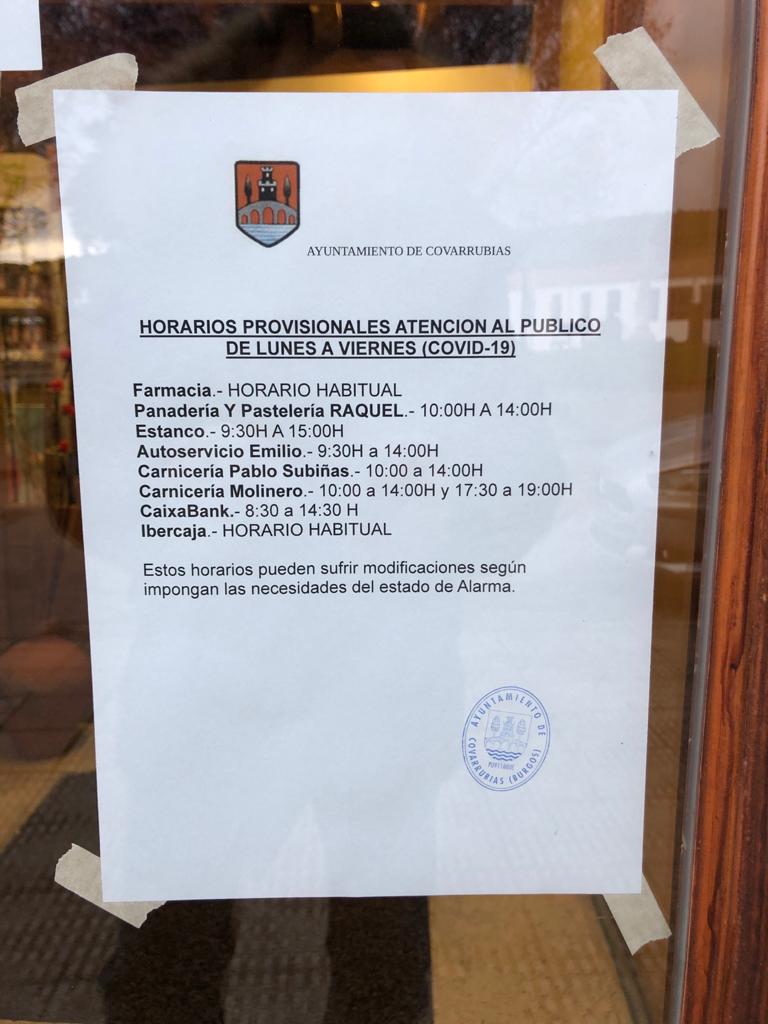 AYUNTAMIENTO DE COVARRUBIAS
HORARIOS PROVISIONALES ATENCION AL PUBLICO
DE LUNES A VIERNES (COVID-19)
Farmacia.- HORARIO HABITUAL
Panadería Y Pastelería RAQUEL.- 10:00H A 14:00H
Estanco.- 9:30H A 15:00H
Autoservicio Emilio.- 9:30H a 14:00H
Carnicería Pablo Subiñas.- 10:00 a 14:00H
Carnicería Molinero.- 10:00 a 14:00H y 17:30 a 19:00H
CaixaBank.- 8:30 a 14:30 H
Ibercaja.- HORARIO HABITUAL
Estos horarios pueden sufrir modificaciones según
impongan las necesidades del estado de Alarma.
AYUNTAMIENTO DE
COVARRUBIAS (BURGOS)